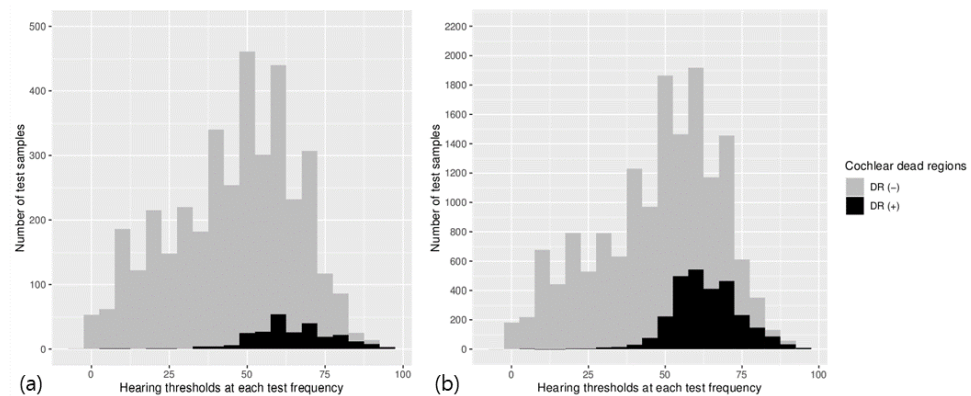 500
400
300
200
100
0
Number of test samples
0 25 50 75 100
(a) Hearing thresholds at each test frequency
2200
2000
1800
1600
1400
1200
1000
800
600
400
200
0
Number of test samples
0 25 50 75 100
(b) Hearing thresholds at each test frequency
Cochlear dead regions
DR (−)
DR (+)